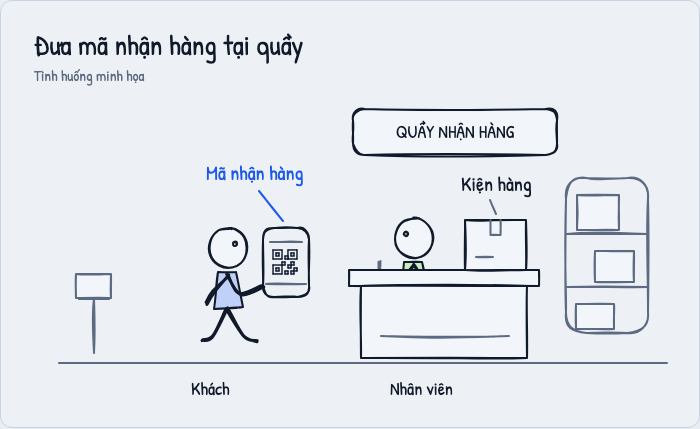 Đưa mã nhận hàng tại quầy
Tình huống minh họa
QUẦY NHẬN HÀNG
Mã nhận hàng
Kiện hàng
Khách
Nhân viên